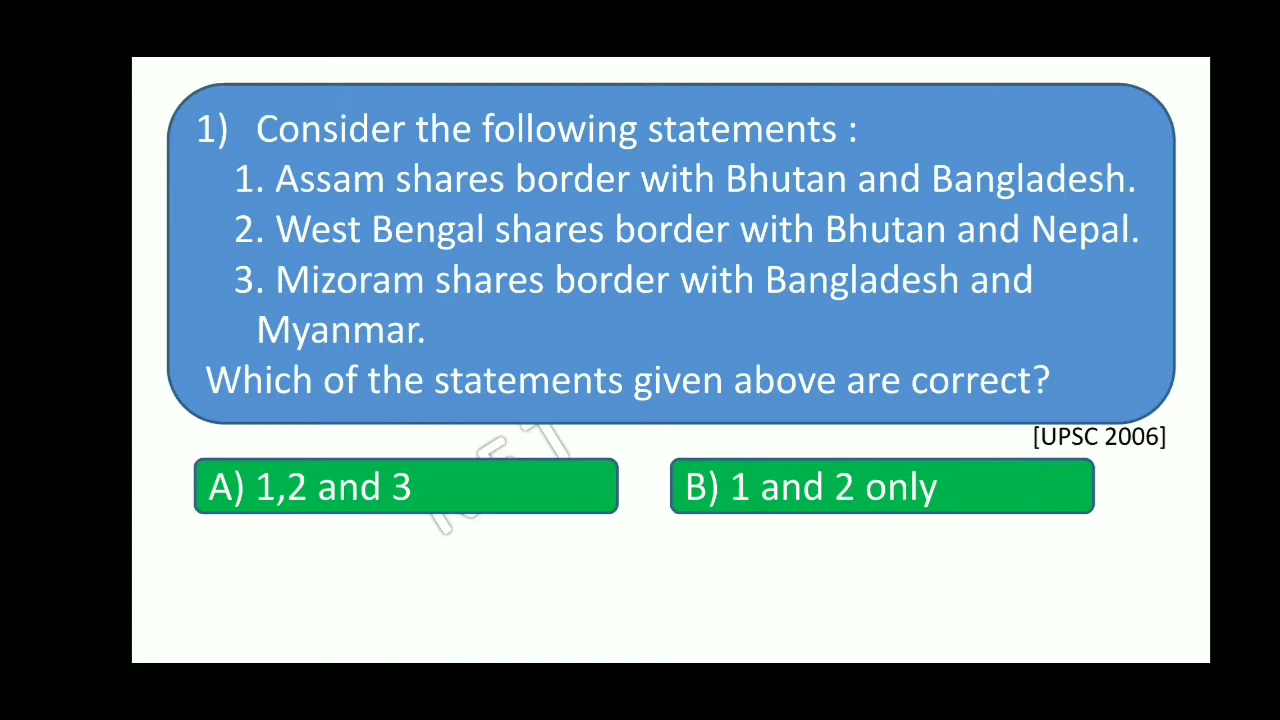 1) Consider the following statements :
1. Assam shares border with Bhutan and Bangladesh.
2. West Bengal shares border with Bhutan and Nepal.
3. Mizoram shares border with Bangladesh and
Myanmar.
Which of the statements given above are correct?
[UPSC 2006]
A) 1,2 and 3
B) 1 and 2 only